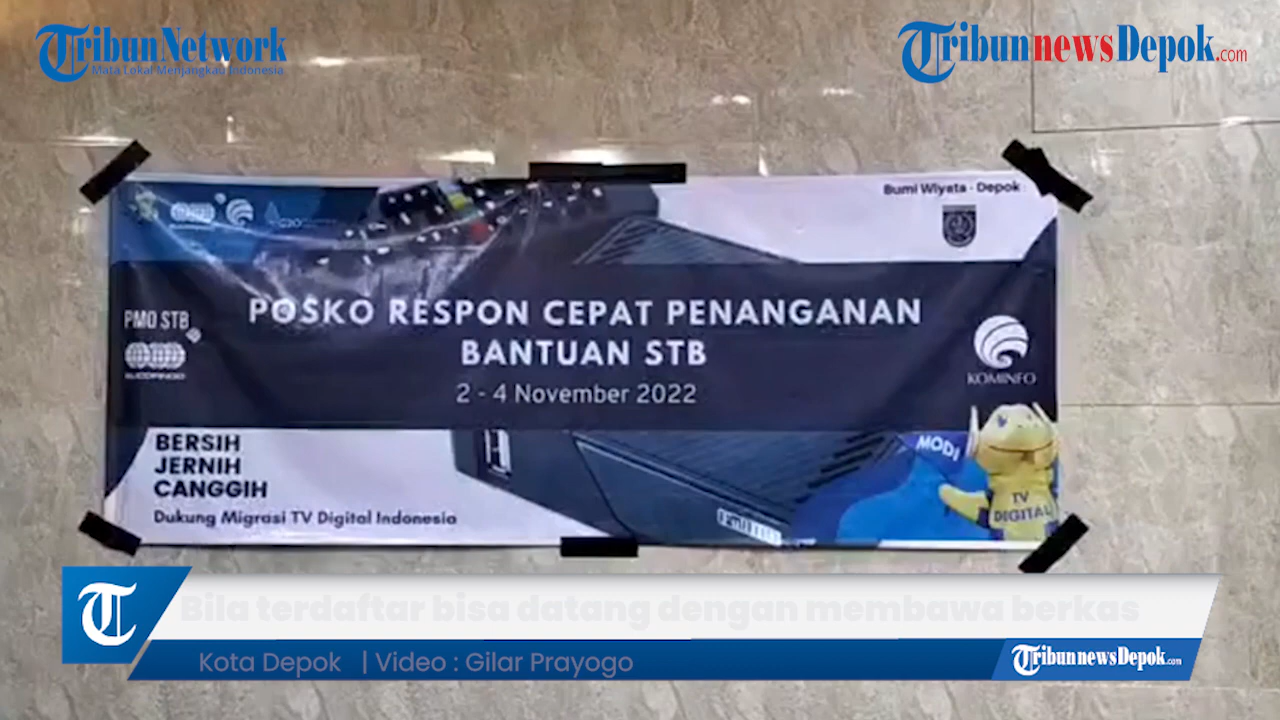 TribunNetwork
Mata Lokal Menjangkau Indonesia
TribunnewsDepok.com
Bumi Wiyata - Depok
PMO STB
POSKO RESPON CEPAT PENANGANAN
BANTUAN STB
2 - 4 November 2022
KOMINFO
BERSIH
JERNIH
CANGGIH
Dukung Migrasi TV Digital Indonesia
MODI
TV
DIGITAL
Bila terdaftar bisa datang dengan membawa berkas
Kota Depok | Video : Gilar Prayogo
TribunnewsDepok.com